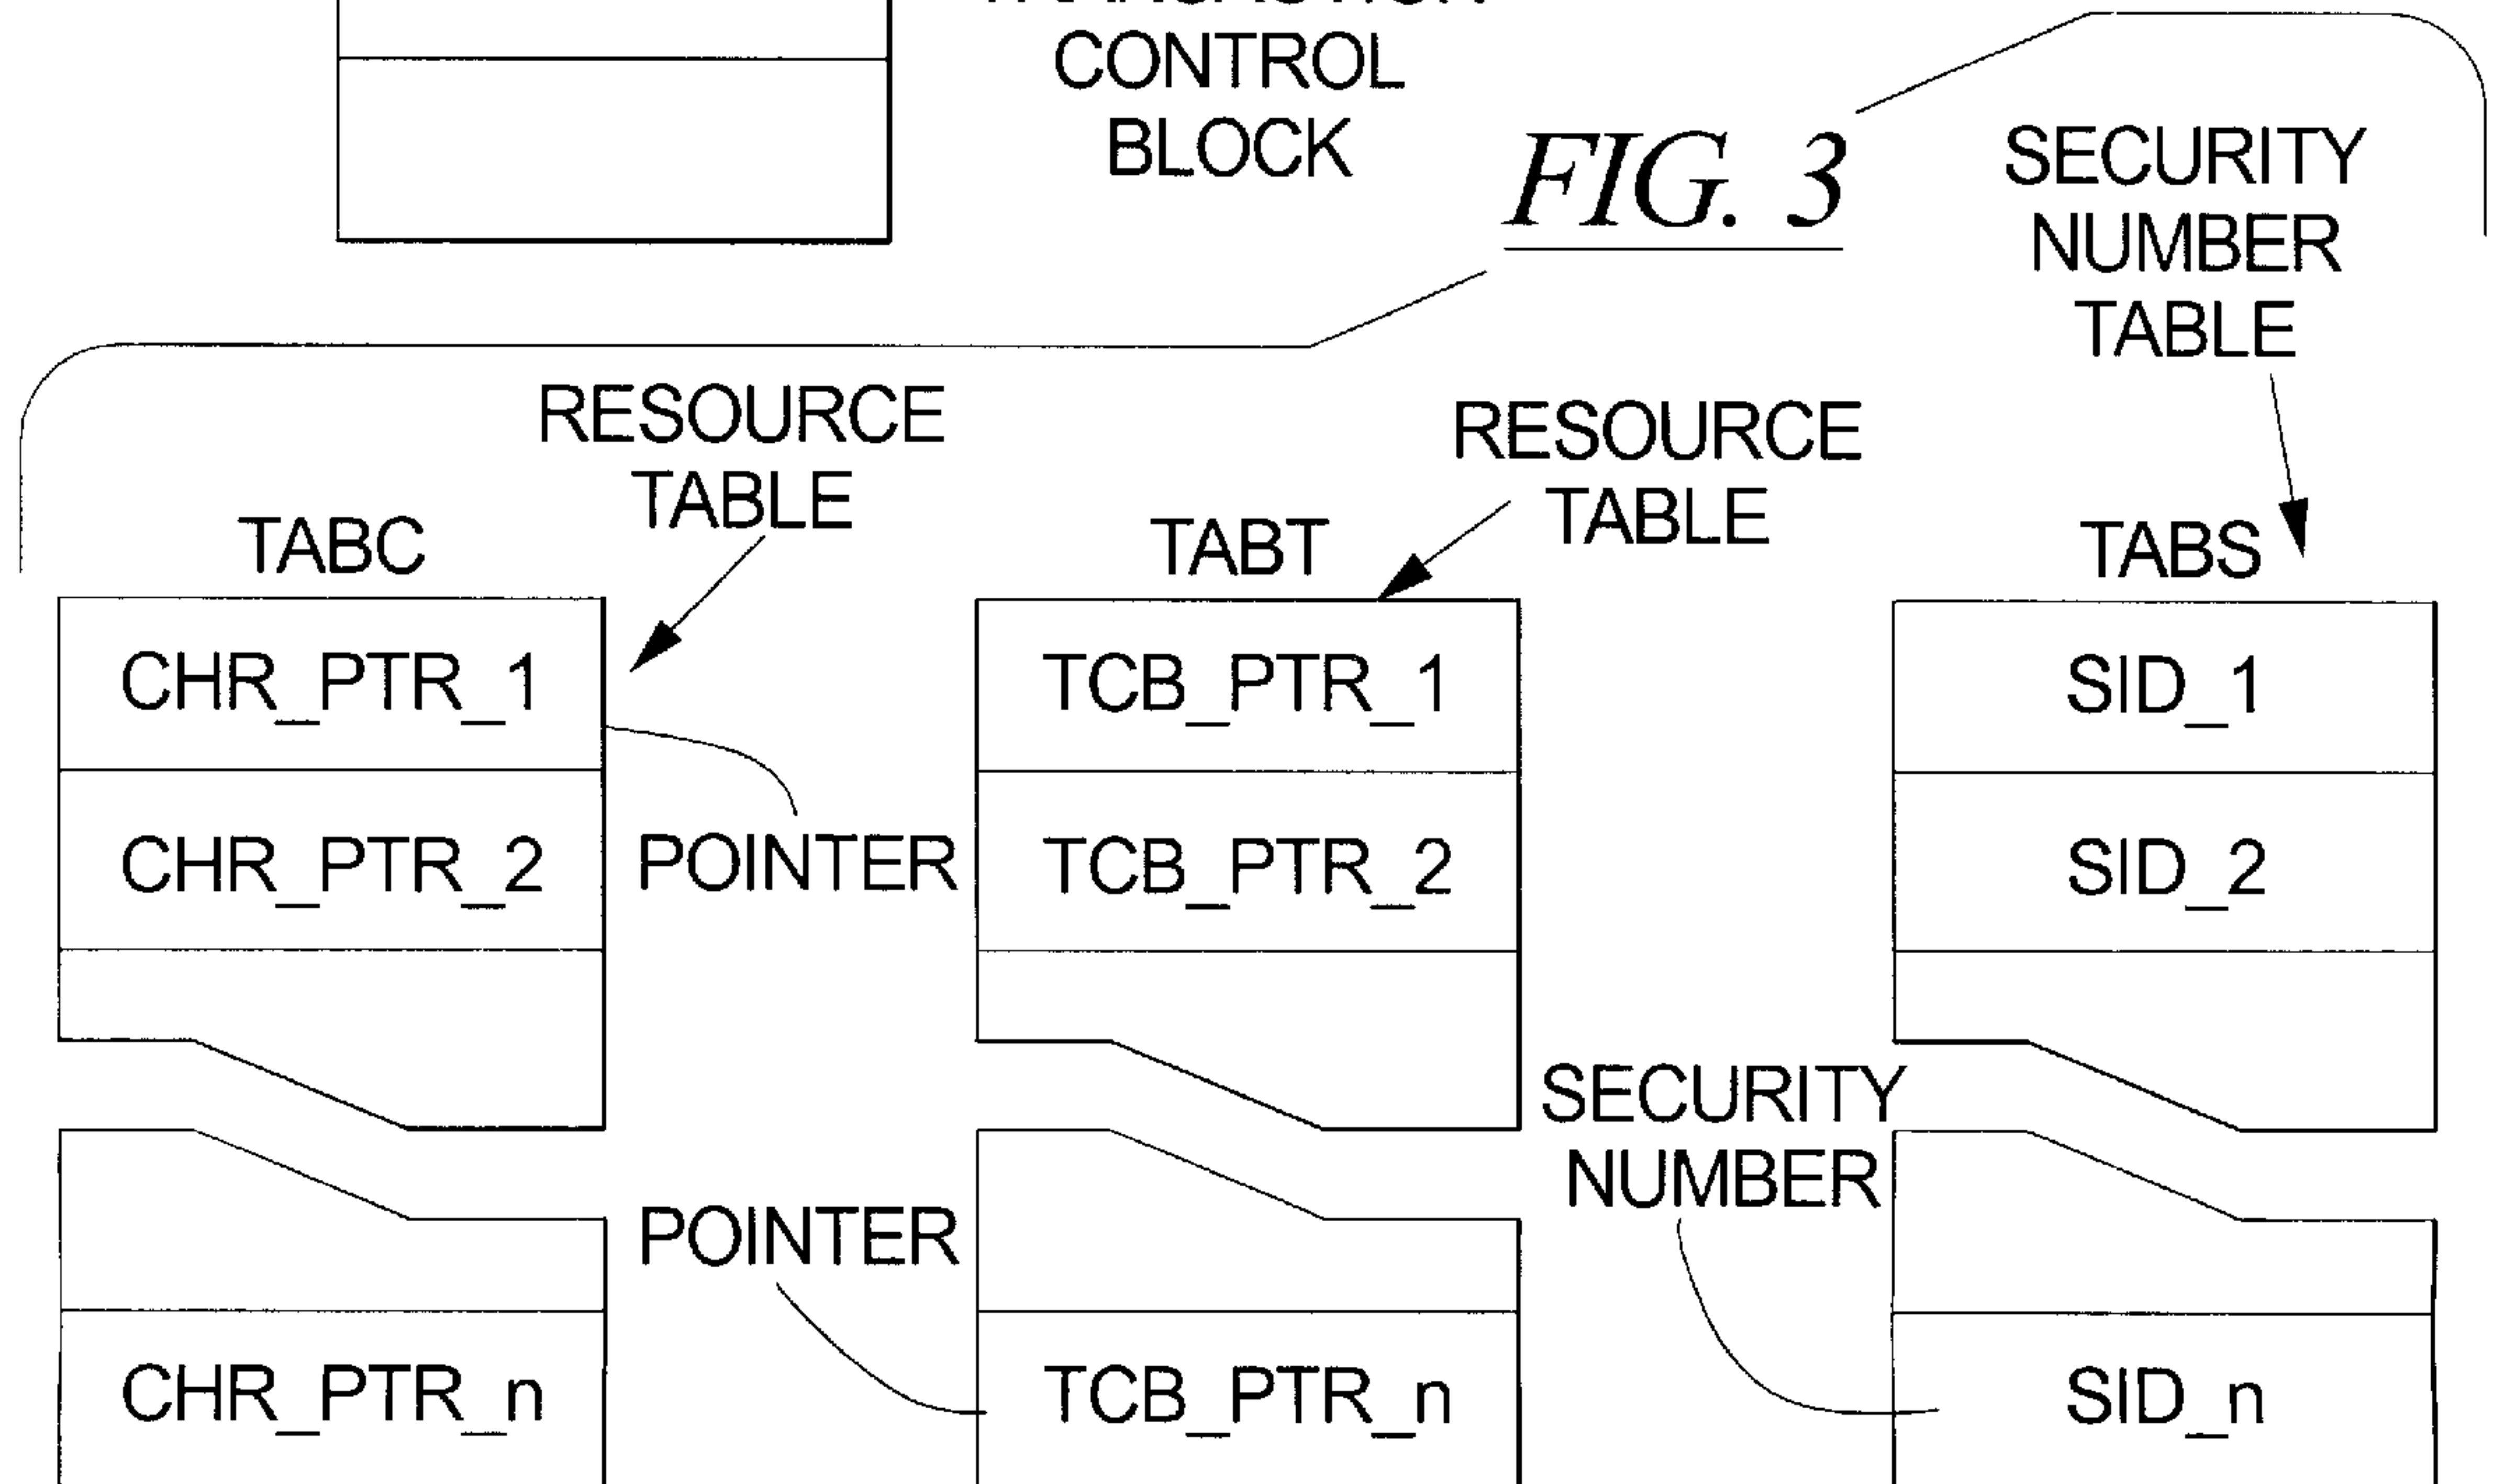 CONTROL
BLOCK
FIG. 3
SECURITY
NUMBER
TABLE
RESOURCE
TABLE
RESOURCE
TABLE
TABC
TABT
TABS
CHR_PTR_1
TCB_PTR_1
SID_1
CHR_PTR_2
POINTER
TCB_PTR_2
SID_2
SECURITY
NUMBER
POINTER
CHR_PTR_n
TCB_PTR_n
SID_n